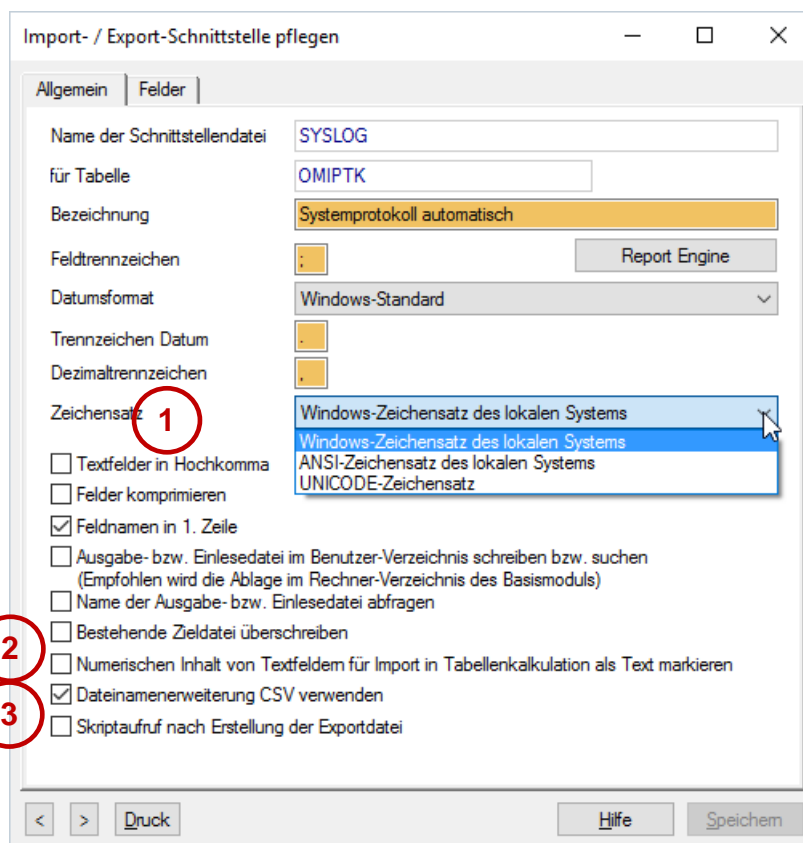 Import- / Export-Schnittstelle pflegen
Allgemein Felder
Name der Schnittstellendatei SYSLOG
für Tabelle OMIPTK
Bezeichnung Systemprotokoll automatisch
Feldtrennzeichen ; Report Engine
Datumsformat Windows-Standard
Trennzeichen Datum .
Dezimaltrennzeichen ,
Zeichensatz 1 Windows-Zeichensatz des lokalen Systems
Windows-Zeichensatz des lokalen Systems
Textfelder in Hochkomma ANSI-Zeichensatz des lokalen Systems
Felder komprimieren UNICODE-Zeichensatz
Feldnamen in 1. Zeile
Ausgabe- bzw. Einlesedatei im Benutzer-Verzeichnis schreiben bzw. suchen
(Empfohlen wird die Ablage im Rechner-Verzeichnis des Basismoduls)
Name der Ausgabe- bzw. Einlesedatei abfragen
Bestehende Zieldatei überschreiben
2
Numerischen Inhalt von Textfeldern für Import in Tabellenkalkulation als Text markieren
Dateinamenerweiterung CSV verwenden
3
Skriptaufruf nach Erstellung der Exportdatei
< > Druck Hilfe Speichern